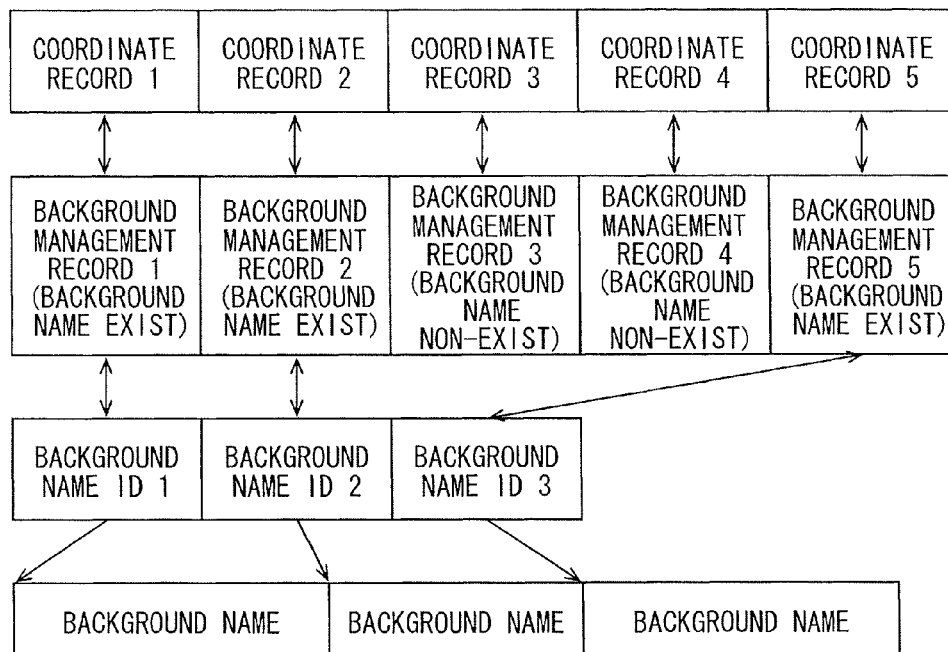 COORDINATE
RECORD 1
COORDINATE
RECORD 2
COORDINATE
RECORD 3
COORDINATE
RECORD 4
COORDINATE
RECORD 5
BACKGROUND
MANAGEMENT
RECORD 1
(BACKGROUND
NAME EXIST)
BACKGROUND
MANAGEMENT
RECORD 2
(BACKGROUND
NAME EXIST)
BACKGROUND
MANAGEMENT
RECORD 3
(BACKGROUND
NAME
NON-EXIST)
BACKGROUND
MANAGEMENT
RECORD 4
(BACKGROUND
NAME
NON-EXIST)
BACKGROUND
MANAGEMENT
RECORD 5
(BACKGROUND
NAME EXIST)
BACKGROUND
NAME ID 1
BACKGROUND
NAME ID 2
BACKGROUND
NAME ID 3
BACKGROUND NAME
BACKGROUND NAME
BACKGROUND NAME